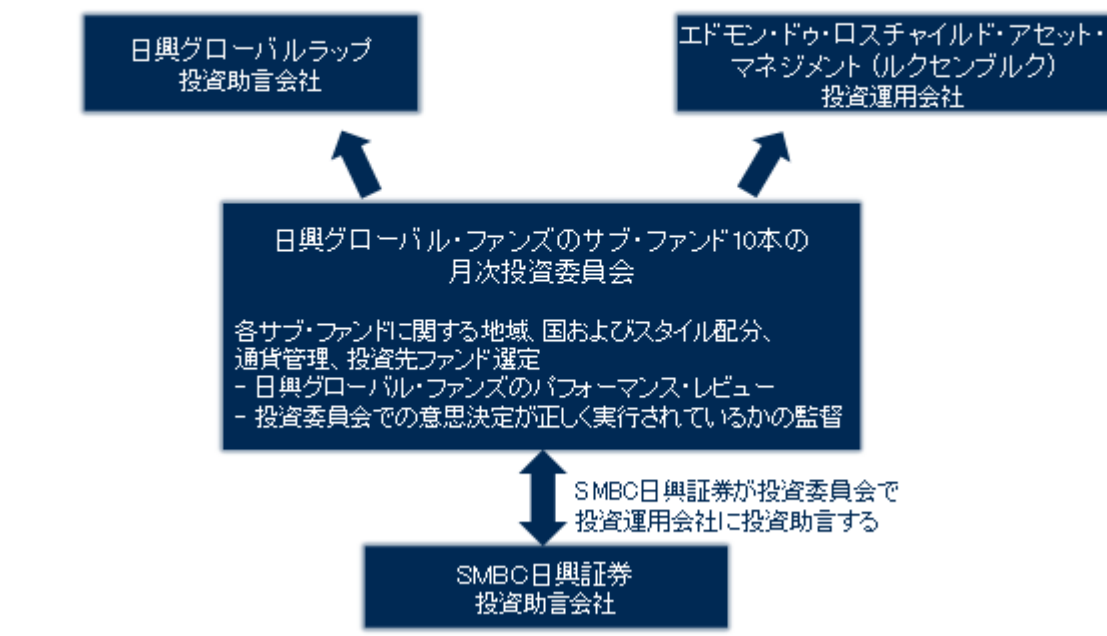 日興グローバルラップ
投資助言会社
エドモン・ドゥ・ロスチャイルド・アセット・
マネジメント（ルクセンブルク）
投資運用会社
日興グローバル・ファンズのサブ・ファンド10本の
月次投資委員会
各サブ・ファンドに関する地域、国およびスタイル配分、
通貨管理、投資先ファンド選定
- 日興グローバル・ファンズのパフォーマンス・レビュー
- 投資委員会での意思決定が正しく実行されているかの監督
SMBC日興証券が投資委員会で
投資運用会社に投資助言する
SMBC日興証券
投資助言会社